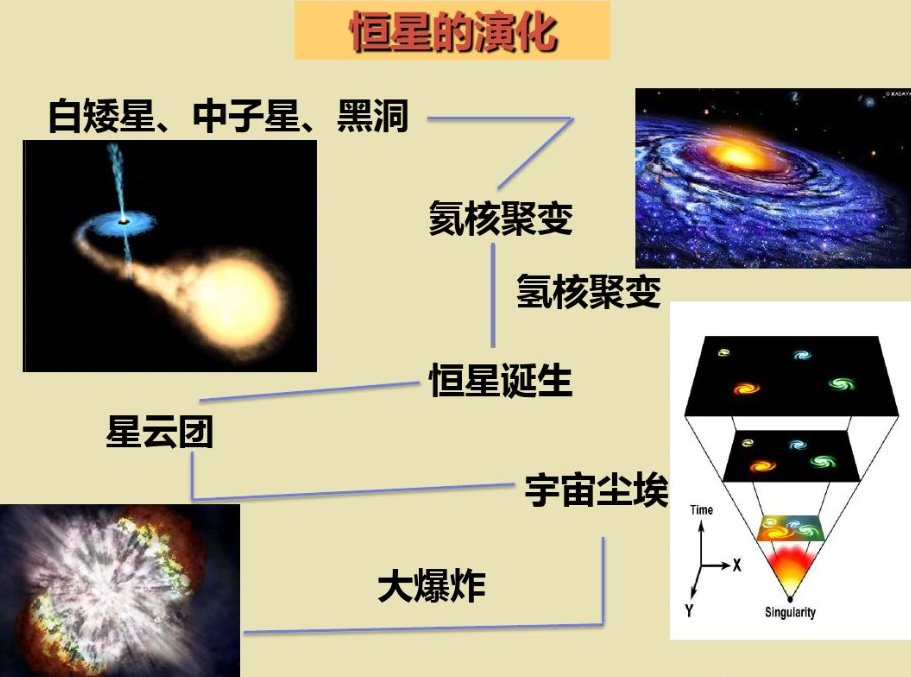 恒星的演化
白矮星、中子星、黑洞
氦核聚变
氢核聚变
恒星诞生
星云团
宇宙尘埃
大爆炸
Time
X
Y
Singularity